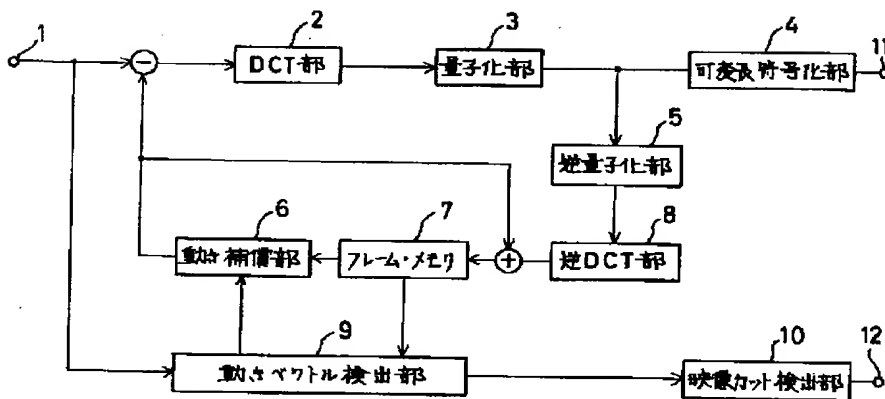 1
2
3
4
11
DCT部
量子化部
可変長符号化部
5
逆量子化部
6
7
8
動き補償部
フレーム・メモリ
逆DCT部
9
10
12
動きベクトル検出部
映像カット検出部